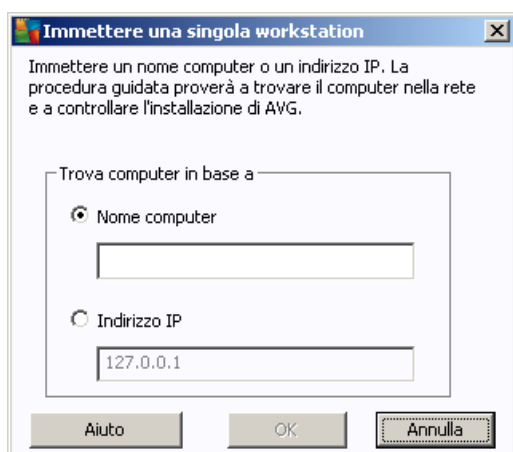 Immettere una singola workstation
Immettere un nome computer o un indirizzo IP. La
procedura guidata proverà a trovare il computer nella rete
e a controllare l'installazione di AVG.
Trova computer in base a
Nome computer
Indirizzo IP
127.0.0.1
Aiuto
OK
Annulla